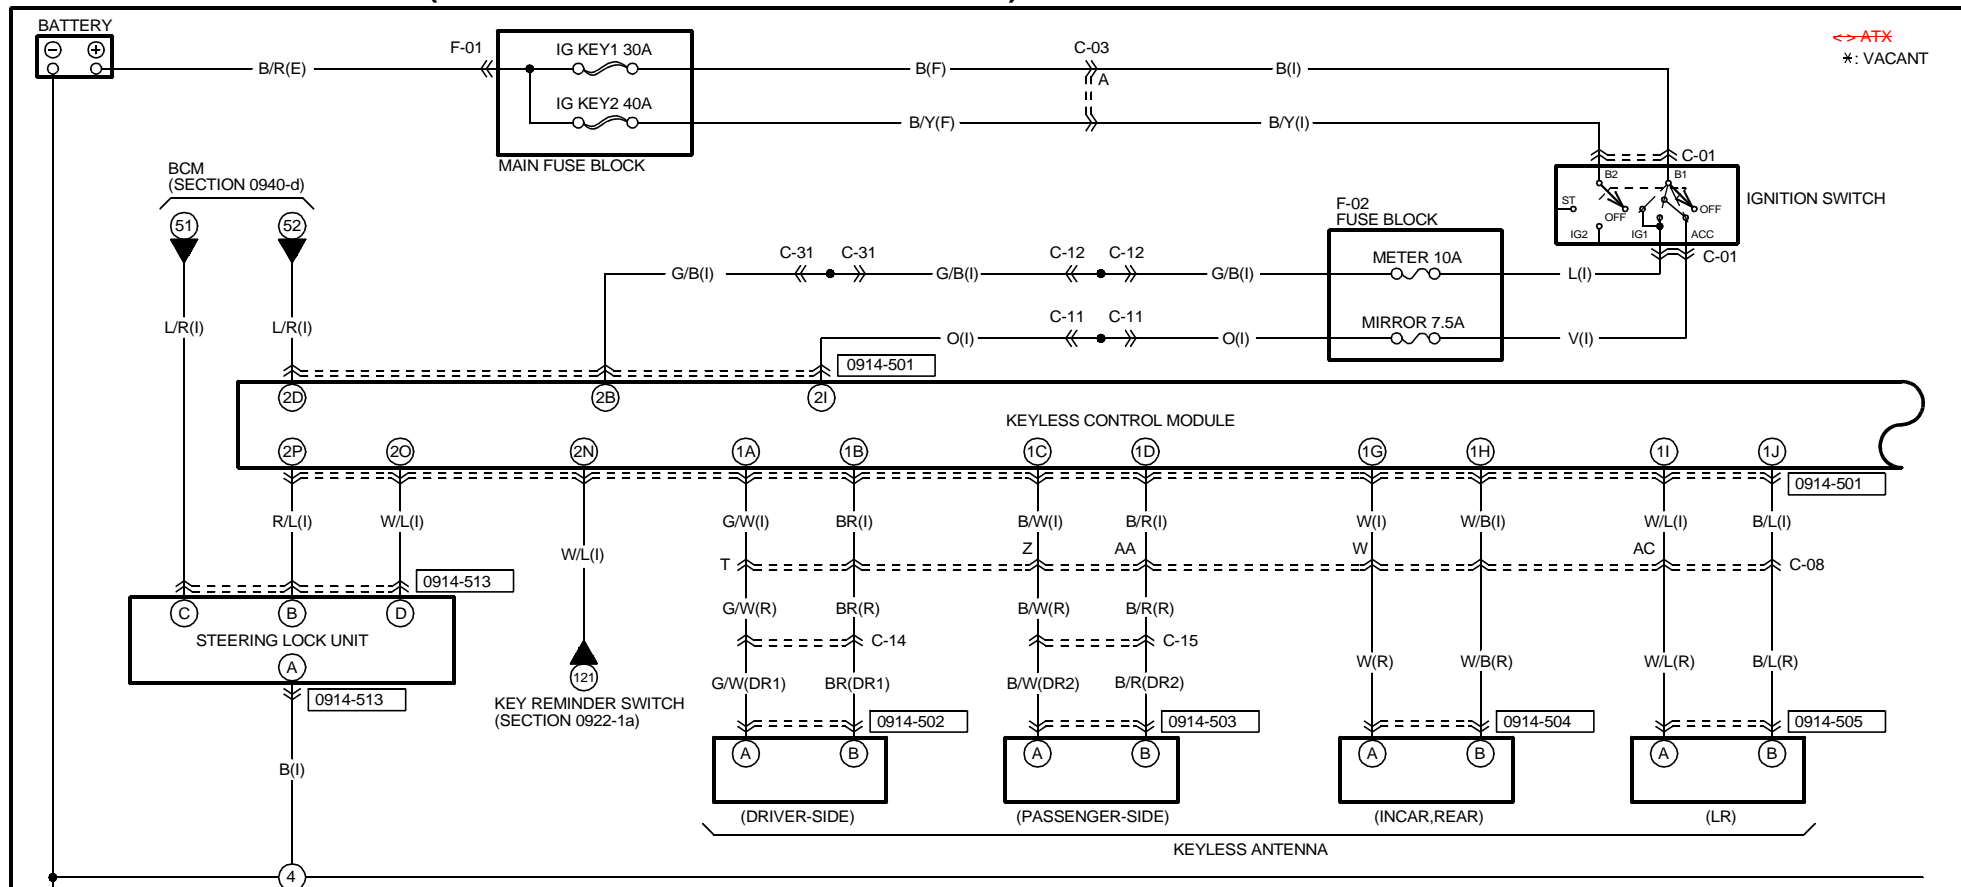 BATTERY
− +
B/R(E)
F-01
IG KEY1 30A
IG KEY2 40A
MAIN FUSE BLOCK
B(F)
C-03
A
B(I)
B/Y(F)
B/Y(I)
<> ATX
*: VACANT
C-01
B2 B1
ST
OFF
OFF
IG2 IG1 ACC
IGNITION SWITCH
C-01
BCM
(SECTION 0940-d)
51 52
F-02
FUSE BLOCK
METER 10A
MIRROR 7.5A
G/B(I)
C-31 C-31
G/B(I)
C-12 C-12
G/B(I)
L(I)
L/R(I) L/R(I)
O(I)
C-11 C-11
O(I)
V(I)
0914-501
2D 2B 2I
KEYLESS CONTROL MODULE
2P 2O 2N 1A 1B 1C 1D 1G 1H 1I 1J
0914-501
R/L(I) W/L(I) G/W(I) BR(I) B/W(I) B/R(I) W(I) W/B(I) W/L(I) B/L(I)
W/L(I)
T Z AA W AC C-08
0914-513
C B D
STEERING LOCK UNIT
A
0914-513
B(I)
4
121
KEY REMINDER SWITCH
(SECTION 0922-1a)
G/W(R) BR(R) B/W(R) B/R(R)
C-14 C-15
W(R) W/B(R) W/L(R) B/L(R)
G/W(DR1) BR(DR1) B/W(DR2) B/R(DR2)
0914-502 0914-503 0914-504 0914-505
A B A B A B A B
(DRIVER-SIDE) (PASSENGER-SIDE) (INCAR,REAR) (LR)
KEYLESS ANTENNA